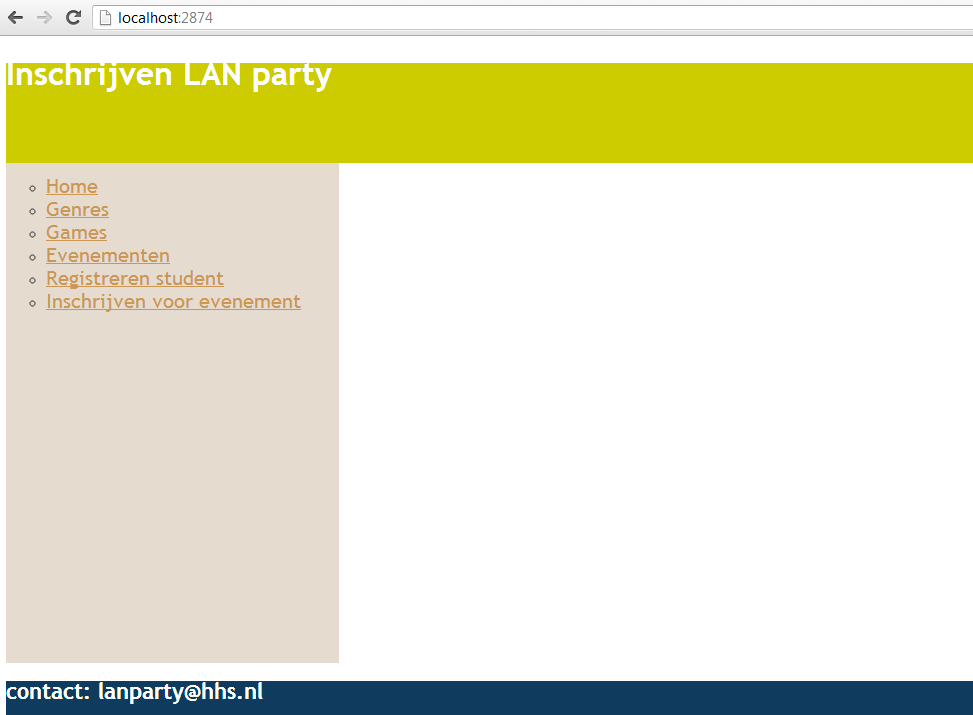 localhost:2874
Inschrijven LAN party
Home
Genres
Games
Evenementen
Registreren student
Inschrijven voor evenement
contact: lanparty@hhs.nl